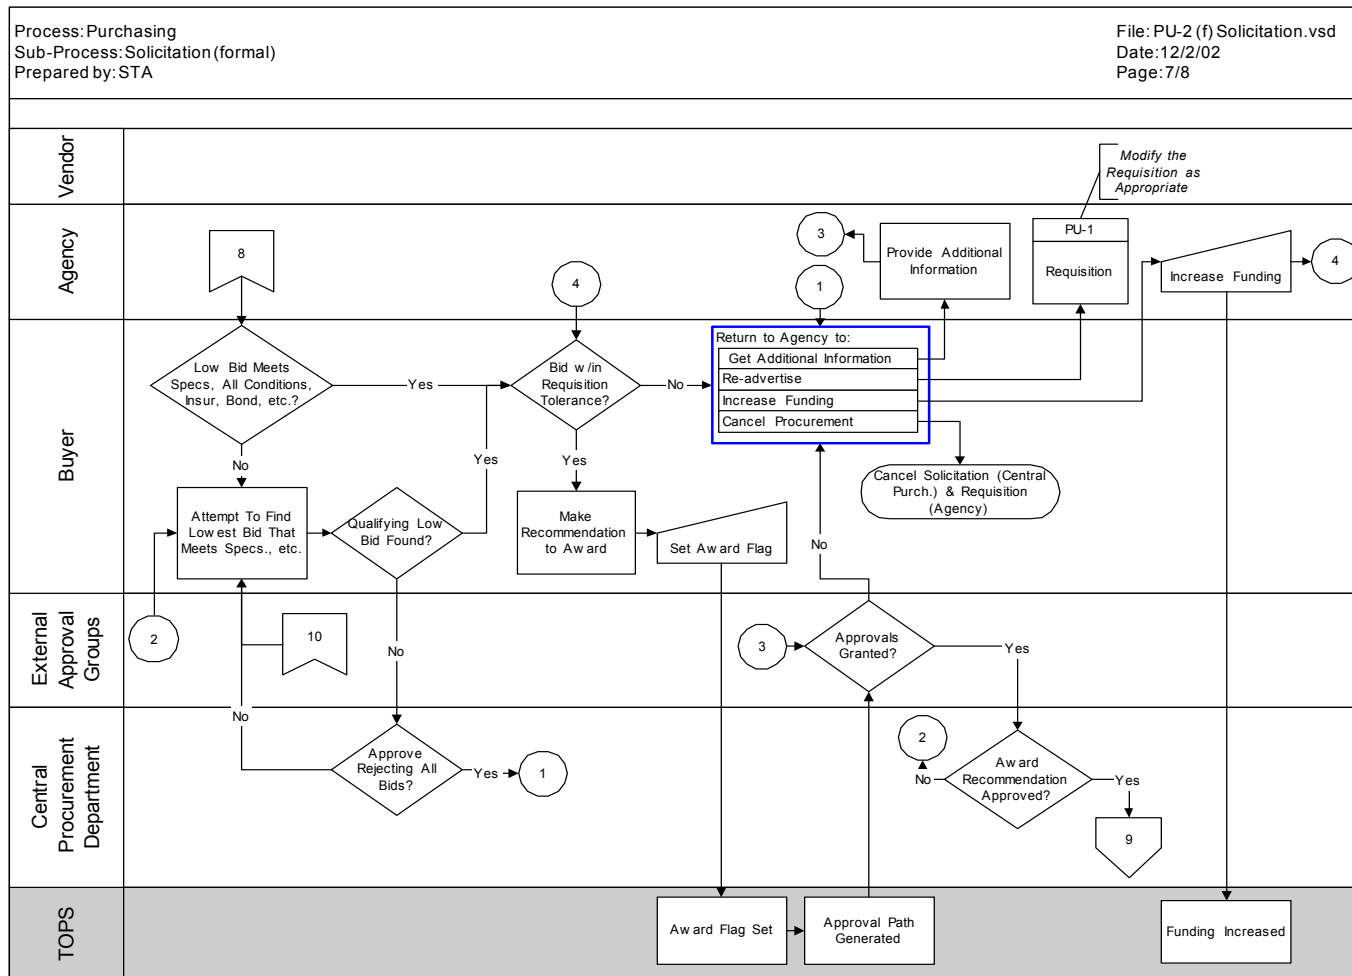 Process: Purchasing
Sub-Process: Solicitation (formal)
Prepared by: STA
File: PU-2 (f) Solicitation.vsd
Date: 12/2/02
Page: 7/8
Vendor
Modify the
Requisition as
Appropriate
Agency
8
4
3
1
Provide Additional
Information
PU-1
Requisition
Increase Funding
4
Buyer
Low Bid Meets
Specs, All Conditions,
Insur, Bond, etc.?
Yes
No
Bid w/in
Requisition
Tolerance?
No
Yes
Return to Agency to:
Get Additional Information
Re-advertise
Increase Funding
Cancel Procurement
Cancel Solicitation (Central
Purch.) & Requisition
(Agency)
Attempt To Find
Lowest Bid That
Meets Specs., etc.
Qualifying Low
Bid Found?
Yes
Make
Recommendation
to Award
Set Award Flag
No
External
Approval
Groups
2
10
No
3
Approvals
Granted?
Yes
Central
Procurement
Department
No
Approve
Rejecting All
Bids?
Yes
1
2
No
Award
Recommendation
Approved?
Yes
9
TOPS
Award Flag Set
Approval Path
Generated
Funding Increased